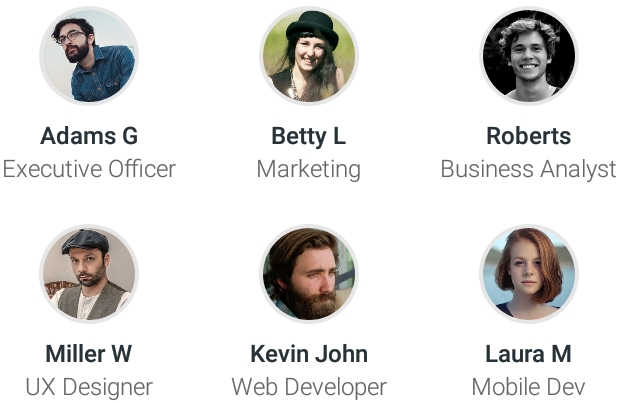 Adams G
Executive Officer
Betty L
Marketing
Roberts
Business Analyst
Miller W
UX Designer
Kevin John
Web Developer
Laura M
Mobile Dev